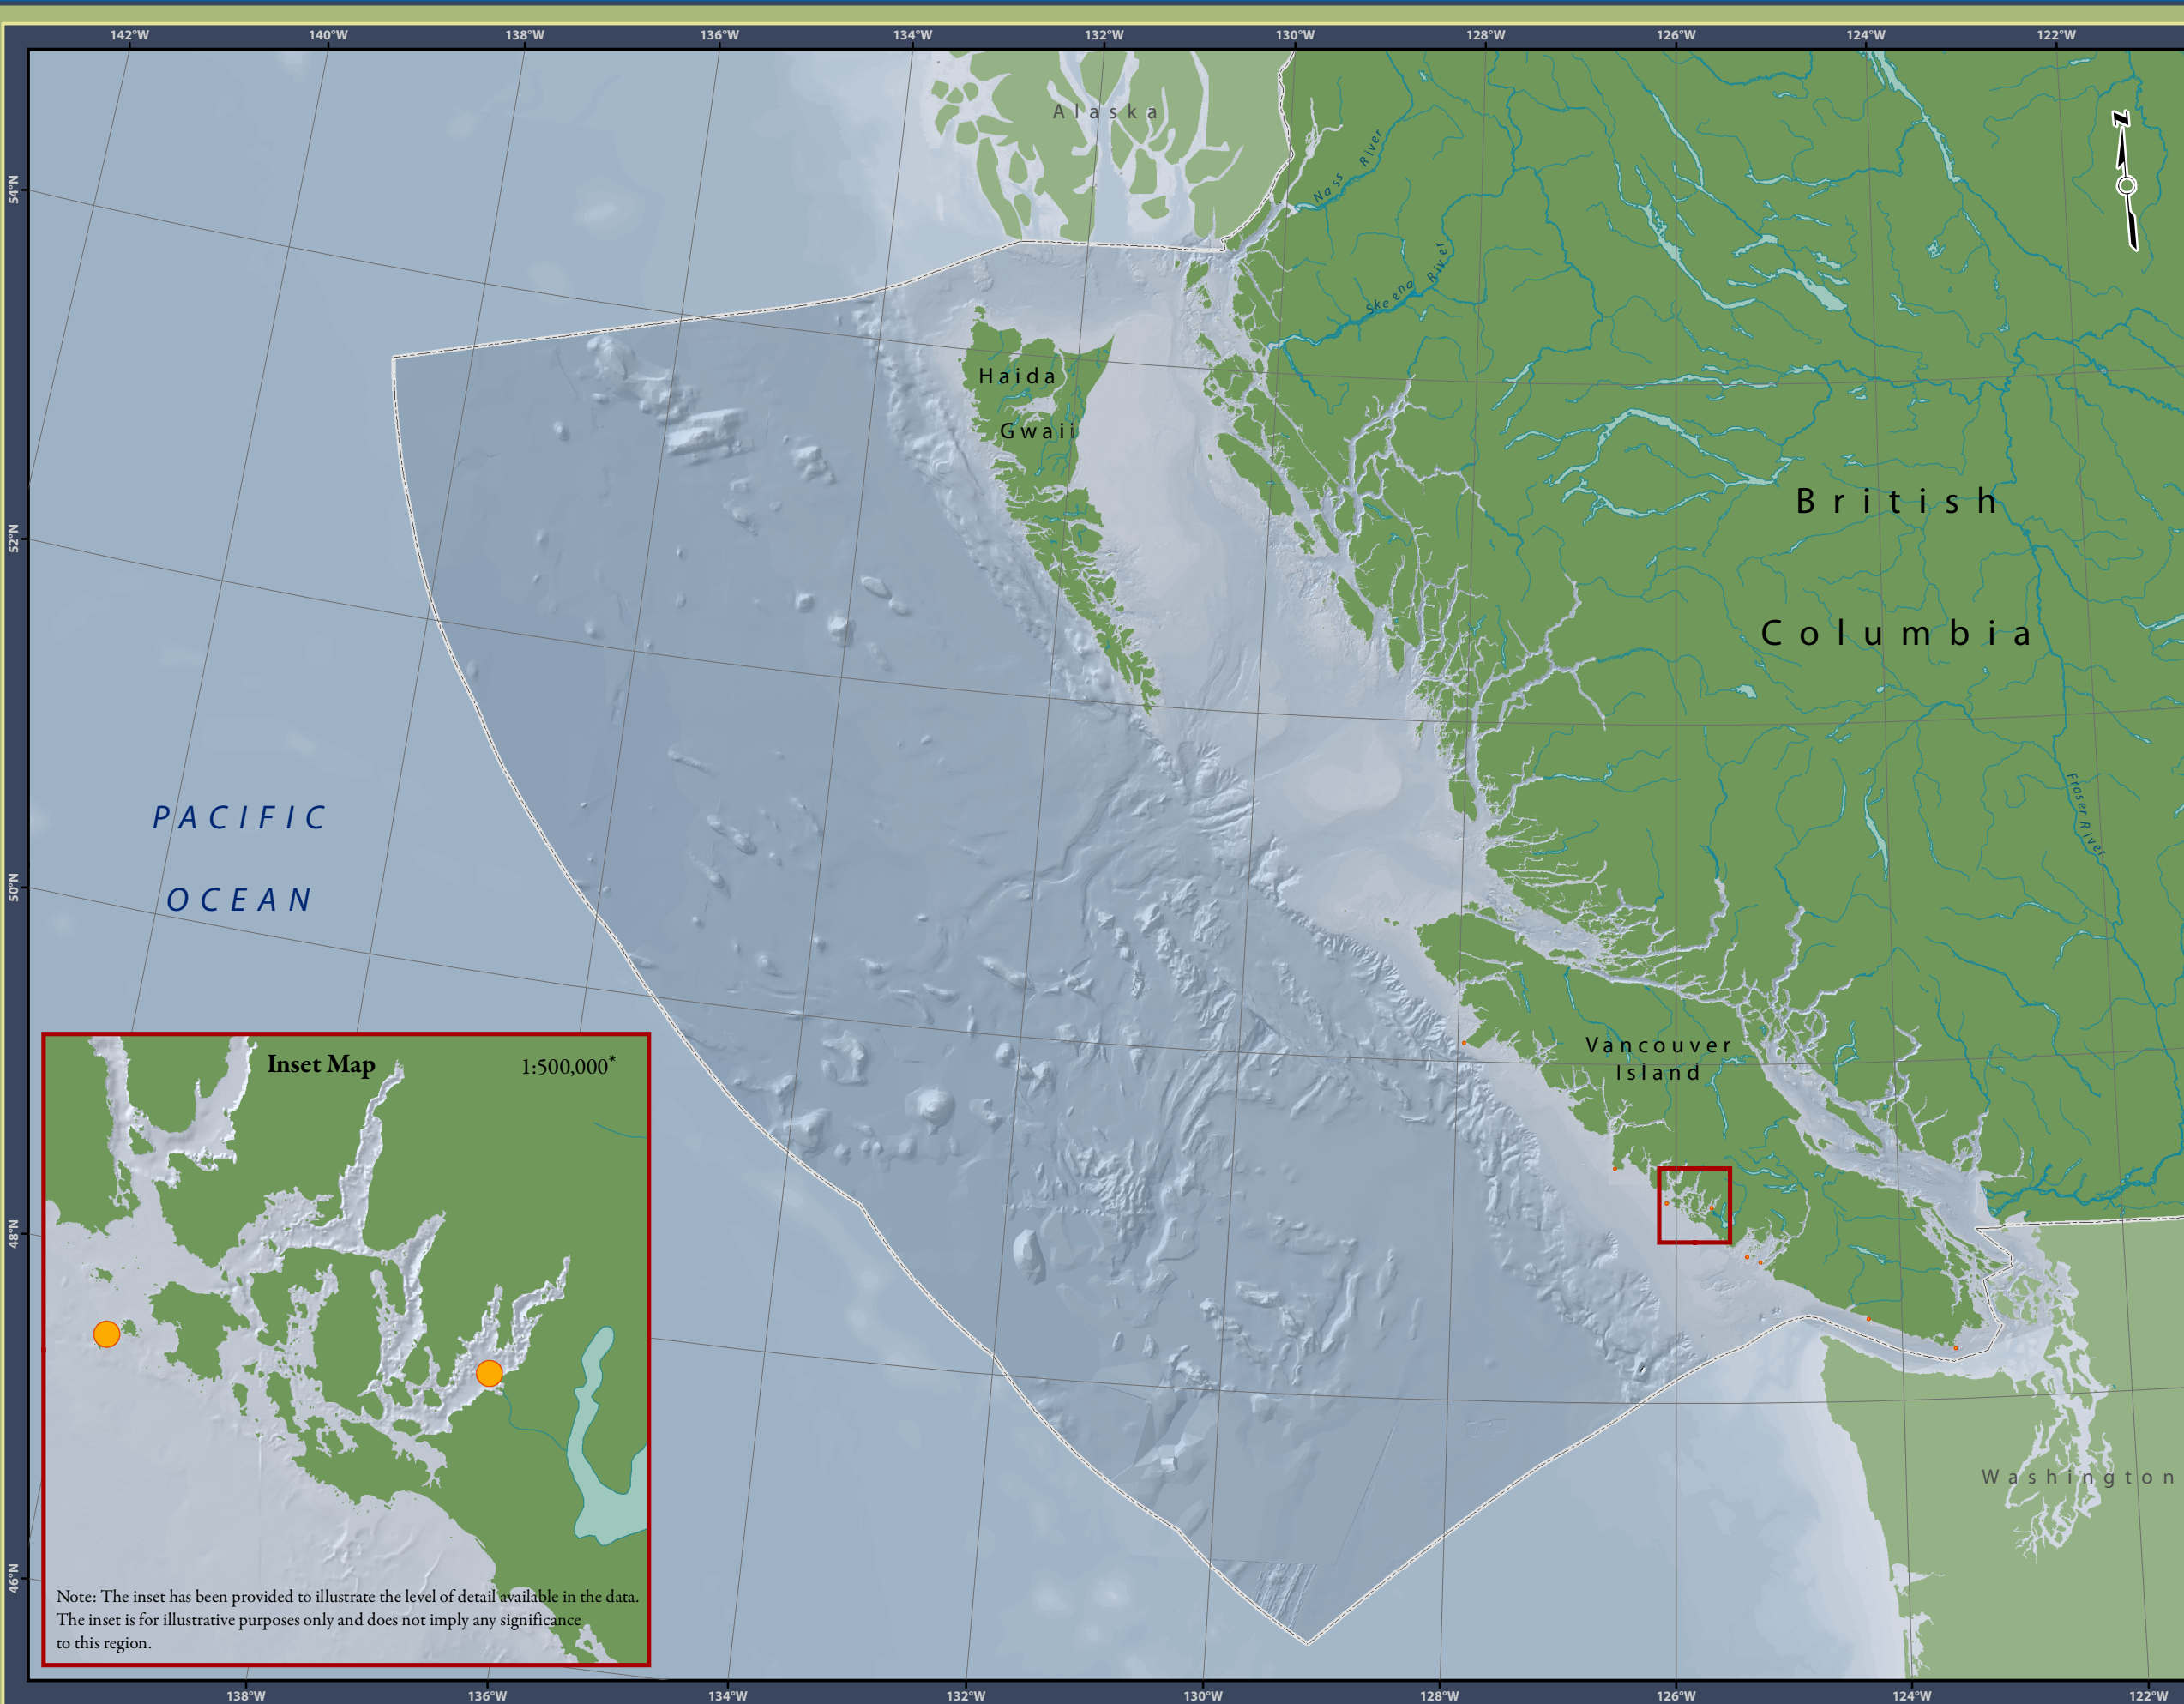 142°W 140°W 138°W 136°W 134°W 132°W 130°W 128°W 126°W 124°W 122°W
Alaska
N
Nass River
54°N
Skeena River
Haida
Gwaii
British
52°N
Columbia
PACIFIC
Fraser River
OCEAN
50°N
Vancouver
Island
Inset Map 1:500,000*
48°N
Washington
46°N
Note: The inset has been provided to illustrate the level of detail available in the data.
The inset is for illustrative purposes only and does not imply any significance
to this region.
138°W 136°W 134°W 132°W 130°W 128°W 126°W 124°W 122°W